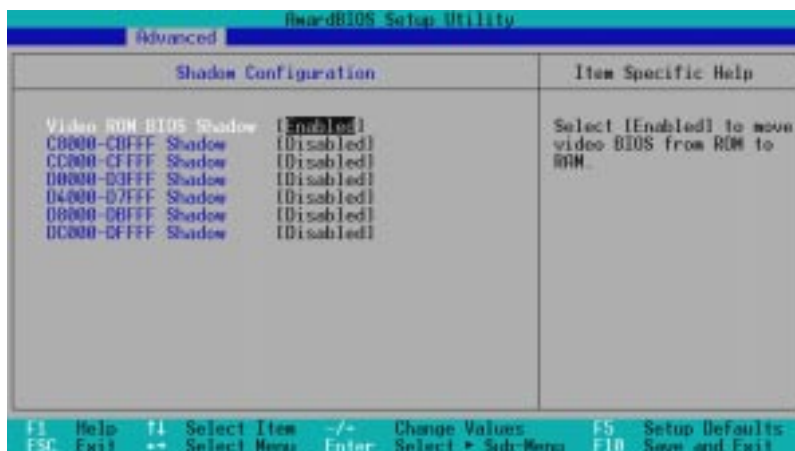 AwardBIOS Setup Utility
Advanced
Shadow Configuration
Item Specific Help
Video ROM BIOS Shadow [Enabled]
C8000-CBFFF Shadow [Disabled]
CC000-CFFFF Shadow [Disabled]
D0000-D3FFF Shadow [Disabled]
D4000-D7FFF Shadow [Disabled]
D8000-DBFFF Shadow [Disabled]
DC000-DFFFF Shadow [Disabled]
Select [Enabled] to move
video BIOS from ROM to
RAM.
F1 Help ↑↓ Select Item -/+ Change Values F5 Setup Defaults
ESC Exit ←→ Select Menu Enter Select ► Sub-Menu F10 Save and Exit